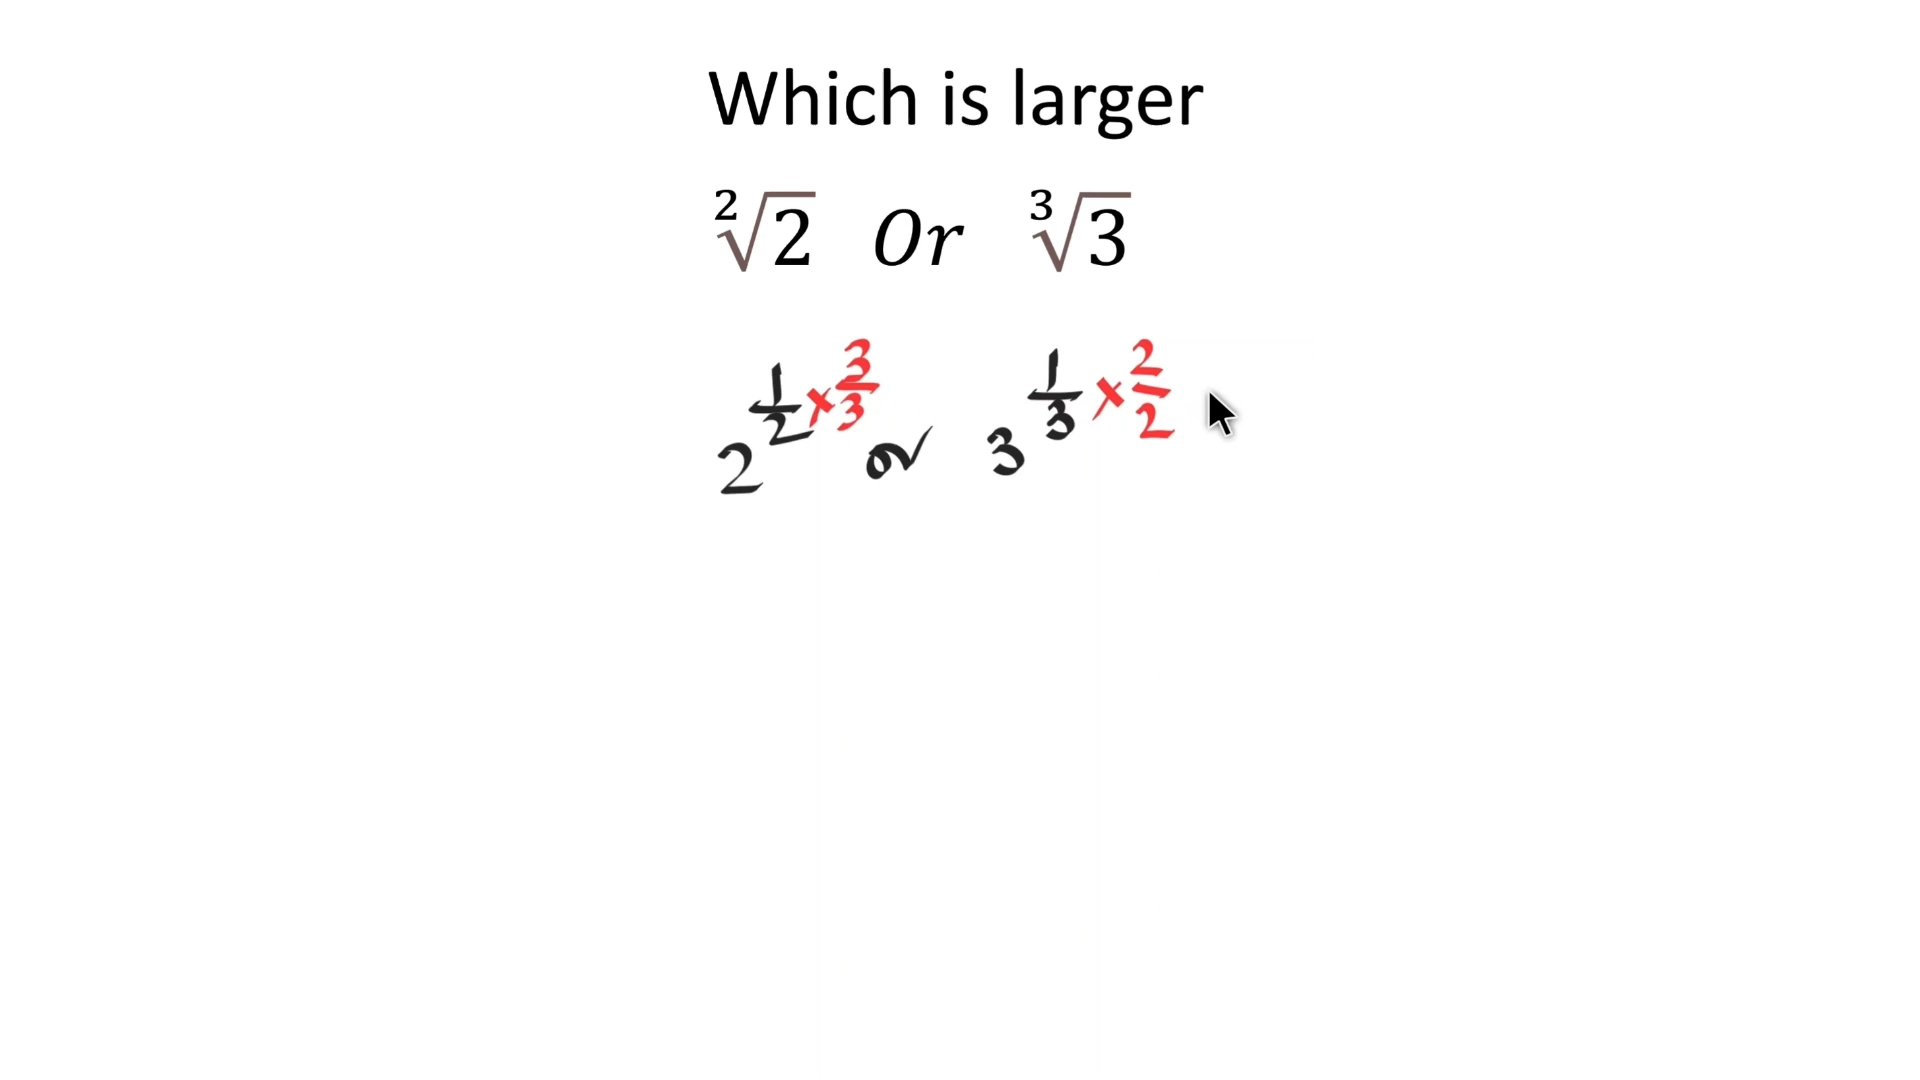 Which is larger
²√2 Or ³√3
2^(1/2 × 3/3) or 3^(1/3 × 2/2)